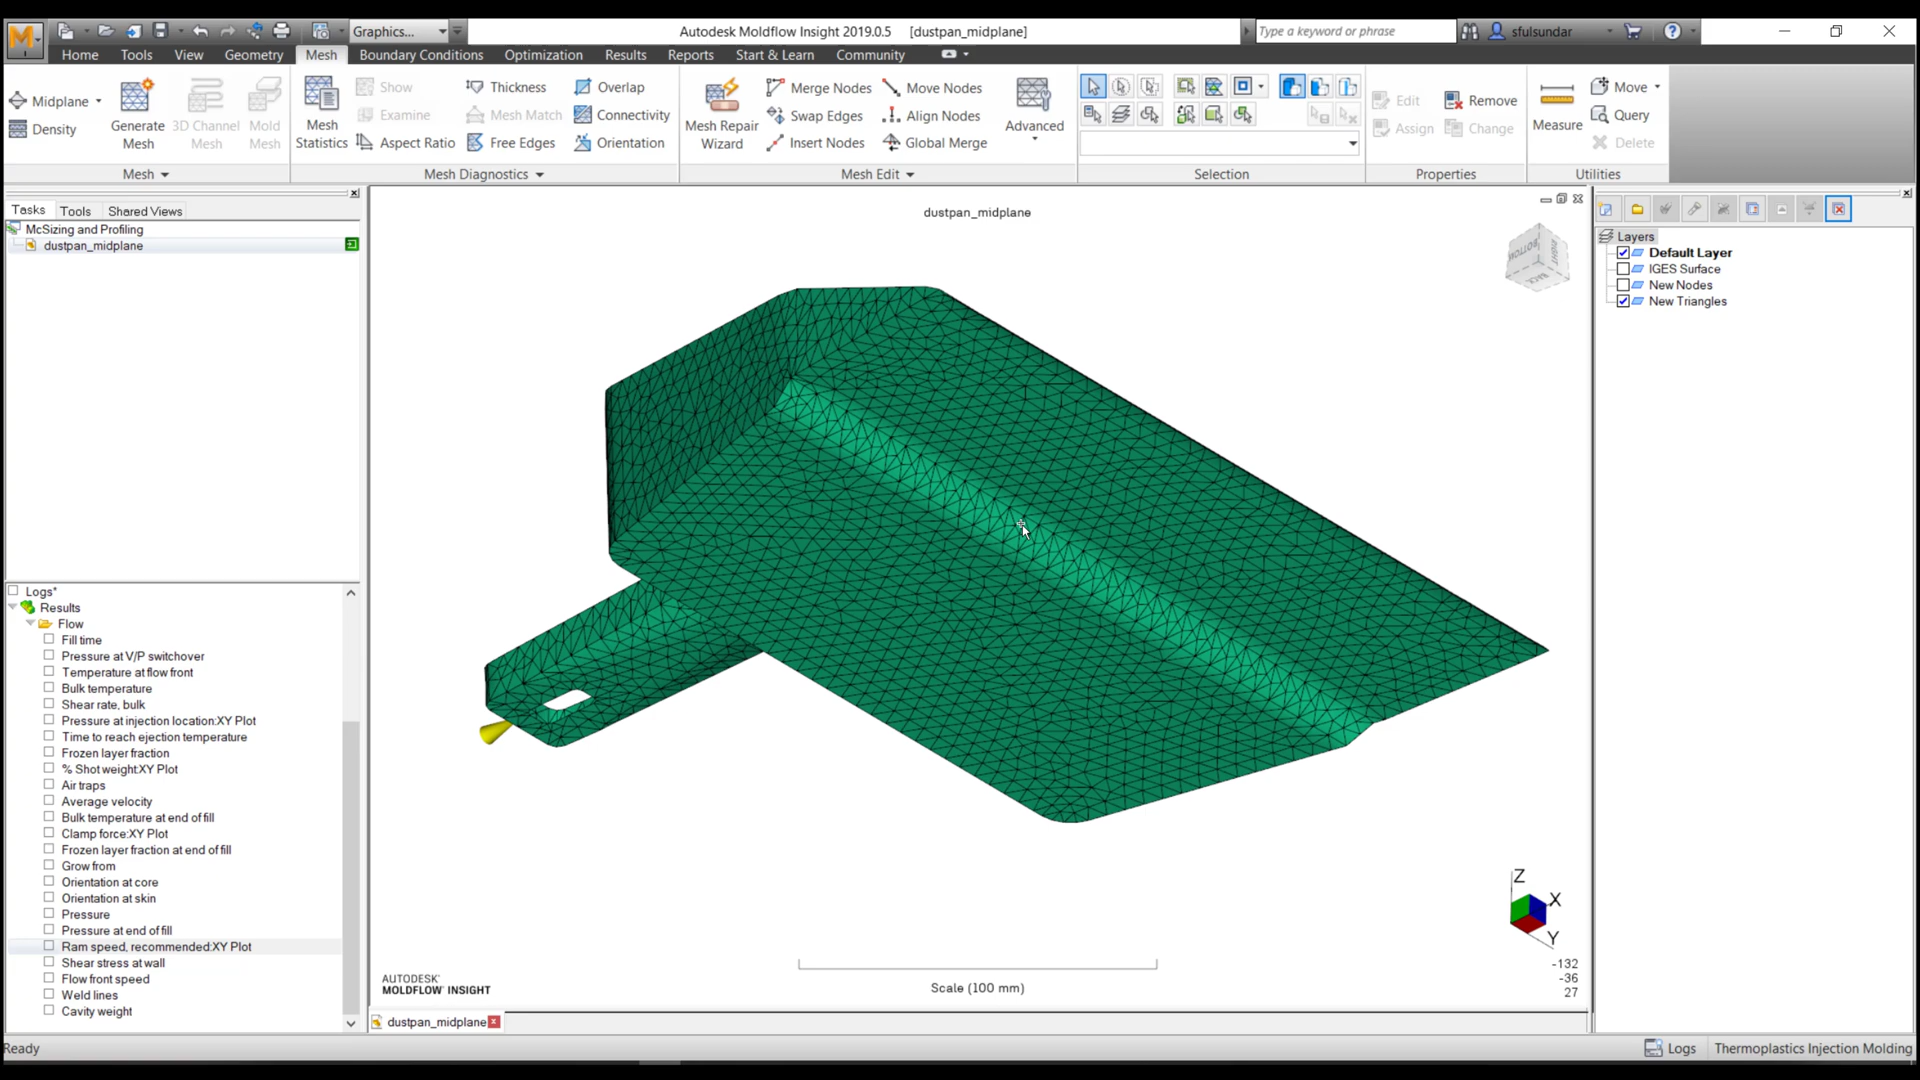 M
Graphics...
Autodesk Moldflow Insight 2019.0.5 [dustpan_midplane]
Type a keyword or phrase
sfulsundar
Home Tools View Geometry Mesh Boundary Conditions Optimization Results Reports Start & Learn Community
Midplane
Density
Generate
Mesh
3D Channel
Mesh
Mold
Mesh
Mesh
Mesh
Statistics
Show
Examine
Aspect Ratio
Thickness
Mesh Match
Free Edges
Overlap
Connectivity
Orientation
Mesh Diagnostics
Mesh Repair
Wizard
Merge Nodes
Swap Edges
Insert Nodes
Move Nodes
Align Nodes
Global Merge
Advanced
Mesh Edit
Selection
Edit
Assign
Remove
Change
Properties
Measure
Move
Query
Delete
Utilities
Tasks Tools Shared Views
McSizing and Profiling
dustpan_midplane
Logs*
Results
Flow
Fill time
Pressure at V/P switchover
Temperature at flow front
Bulk temperature
Shear rate, bulk
Pressure at injection location:XY Plot
Time to reach ejection temperature
Frozen layer fraction
% Shot weight:XY Plot
Air traps
Average velocity
Bulk temperature at end of fill
Clamp force:XY Plot
Frozen layer fraction at end of fill
Grow from
Orientation at core
Orientation at skin
Pressure
Pressure at end of fill
Ram speed, recommended:XY Plot
Shear stress at wall
Flow front speed
Weld lines
Cavity weight
dustpan_midplane
BOTTOM
RIGHT
BACK
Z
X
Y
-132
-36
27
Scale (100 mm)
AUTODESK®
MOLDFLOW® INSIGHT
dustpan_midplane
Layers
Default Layer
IGES Surface
New Nodes
New Triangles
Ready
Logs
Thermoplastics Injection Molding